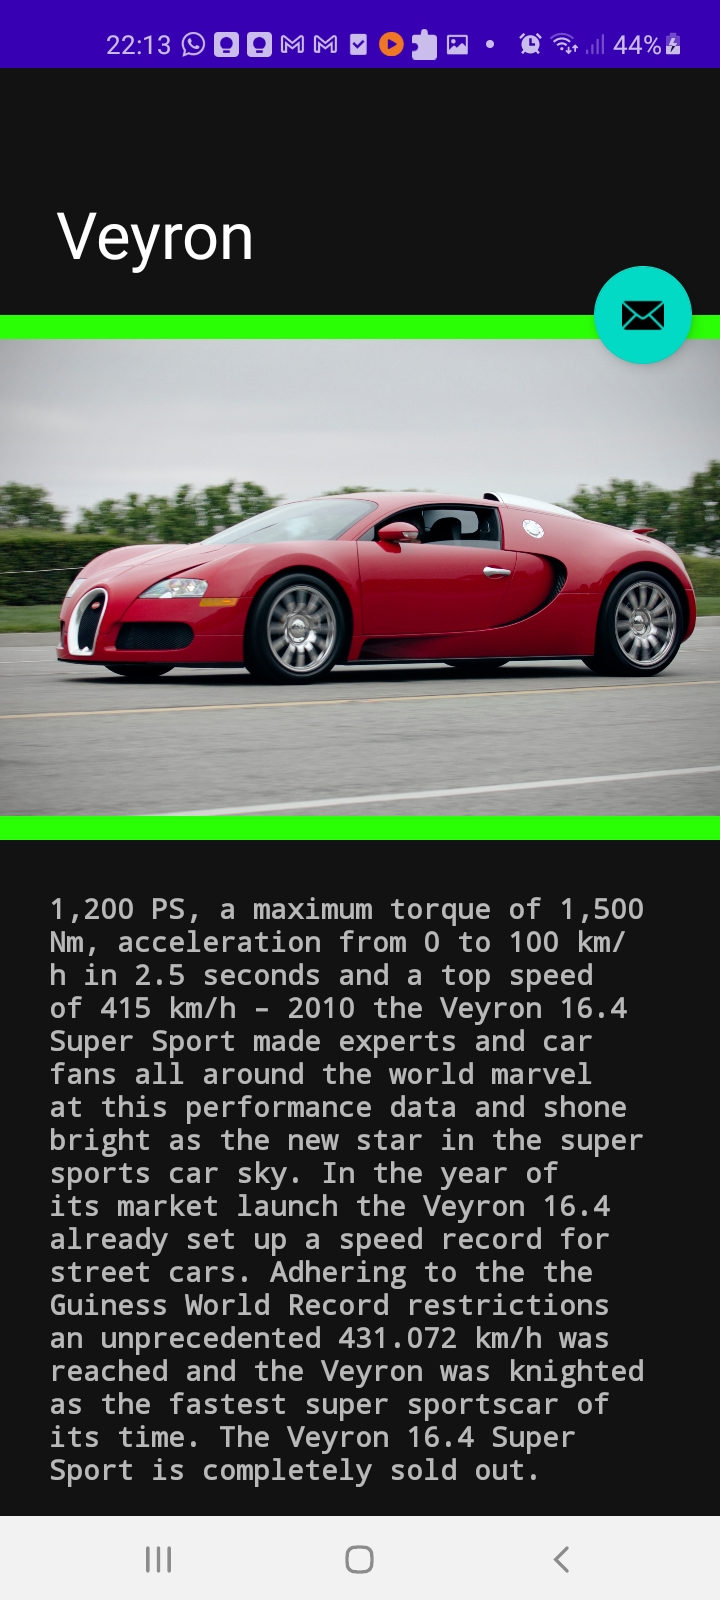 22:13
44%
Veyron
1,200 PS, a maximum torque of 1,500
Nm, acceleration from 0 to 100 km/
h in 2.5 seconds and a top speed
of 415 km/h – 2010 the Veyron 16.4
Super Sport made experts and car
fans all around the world marvel
at this performance data and shone
bright as the new star in the super
sports car sky. In the year of
its market launch the Veyron 16.4
already set up a speed record for
street cars. Adhering to the the
Guiness World Record restrictions
an unprecedented 431.072 km/h was
reached and the Veyron was knighted
as the fastest super sportscar of
its time. The Veyron 16.4 Super
Sport is completely sold out.